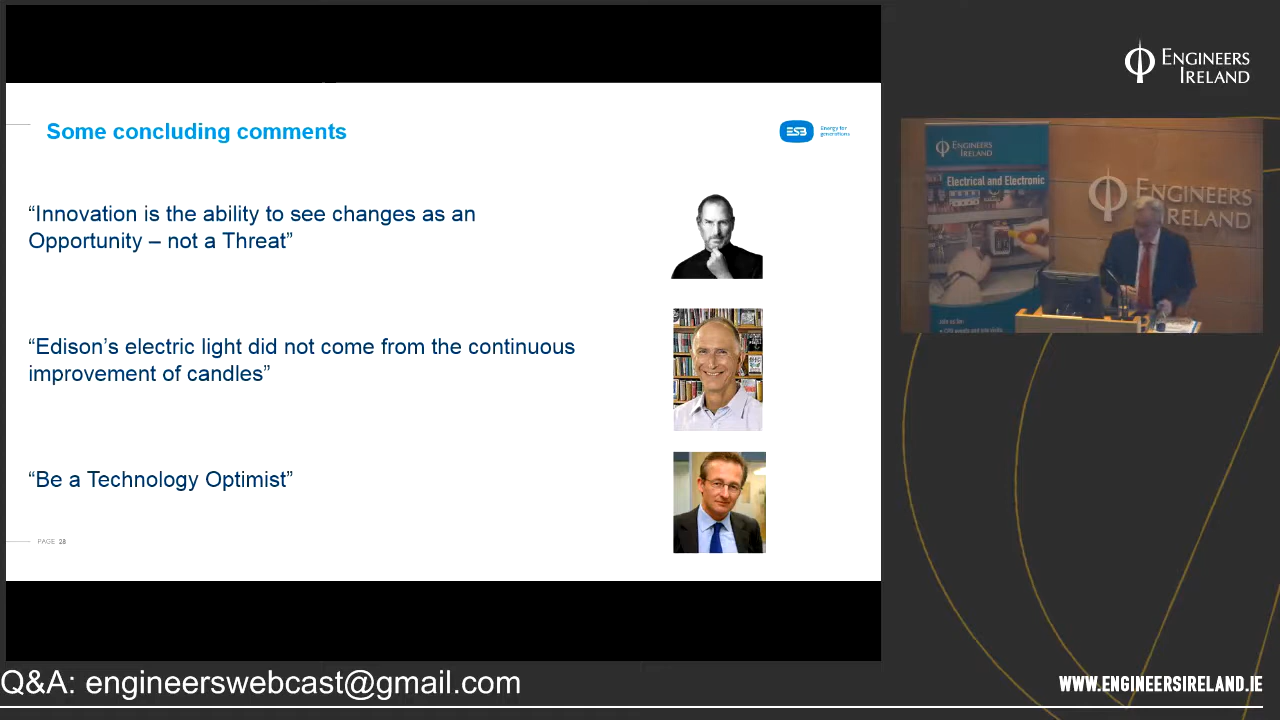 Some concluding comments
ESB
Energy for
generations
“Innovation is the ability to see changes as an
Opportunity – not a Threat”
“Edison’s electric light did not come from the continuous
improvement of candles”
“Be a Technology Optimist”
PAGE 28
ENGINEERS
IRELAND
ENGINEERS
IRELAND
Electrical and Electronic
ENGINEERS
IRELAND
Q&A: engineerswebcast@gmail.com
WWW.ENGINEERSIRELAND.IE